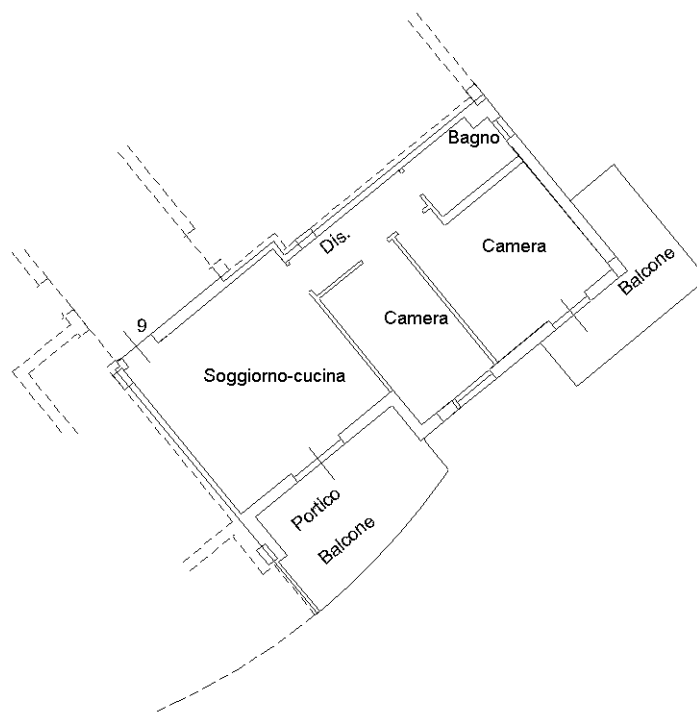 Bagno
Dis.
Camera
Balcone
9
Camera
Soggiorno-cucina
Portico
Balcone